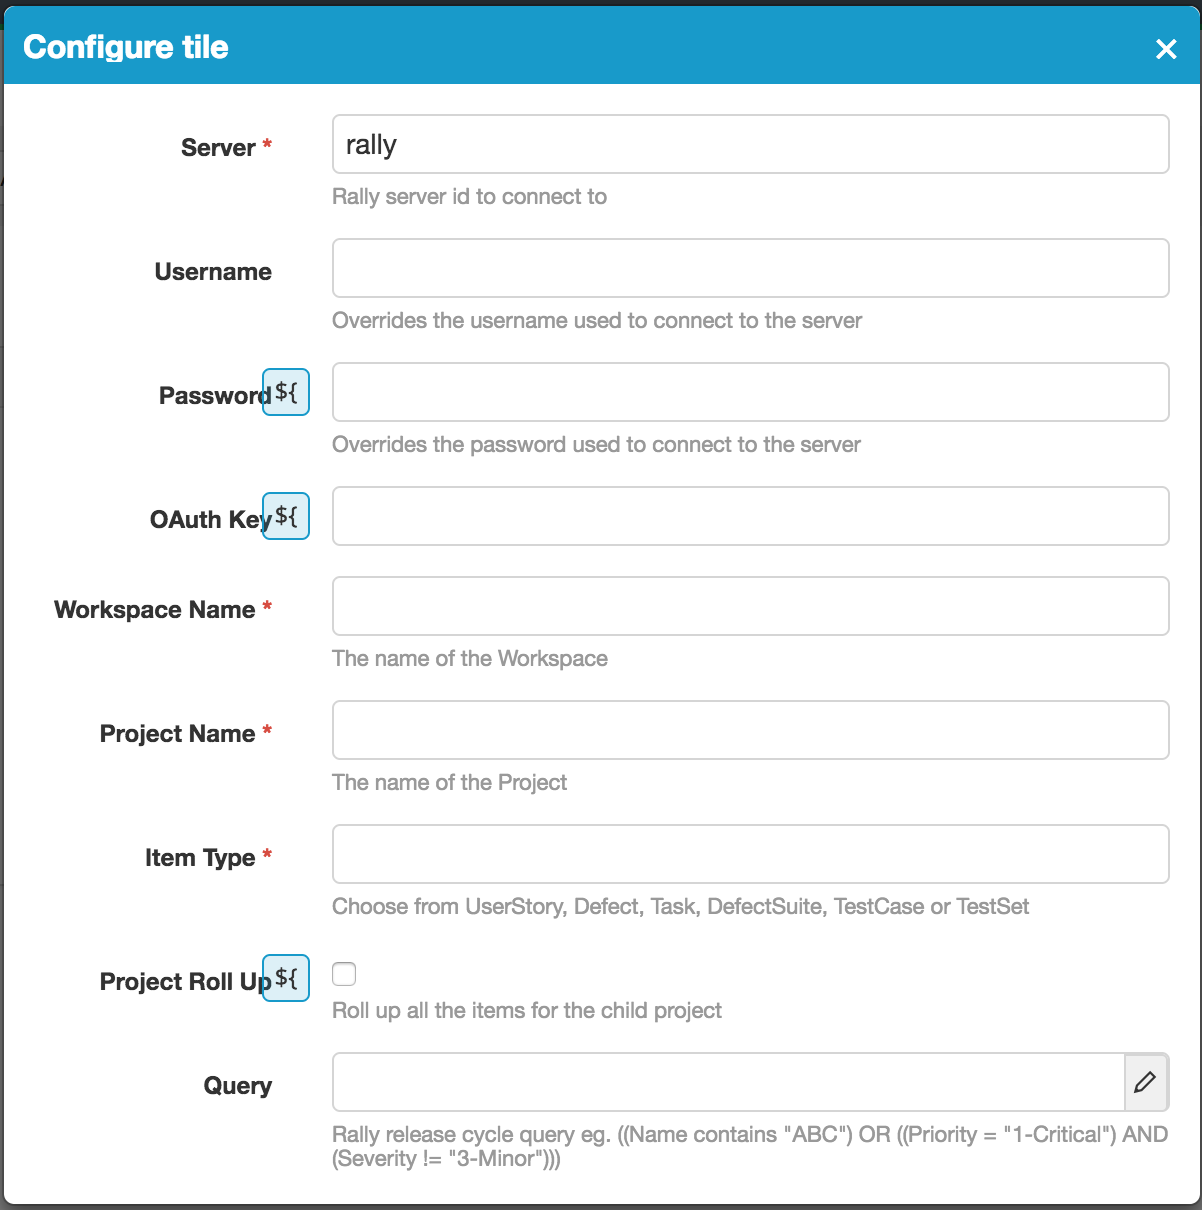 Configure tile
Server *
rally
Rally server id to connect to
Username
Overrides the username used to connect to the server
Password
${
Overrides the password used to connect to the server
OAuth Key
${
Workspace Name *
The name of the Workspace
Project Name *
The name of the Project
Item Type *
Choose from UserStory, Defect, Task, DefectSuite, TestCase or TestSet
Project Roll Up
${
Roll up all the items for the child project
Query
Rally release cycle query eg. ((Name contains "ABC") OR ((Priority = "1-Critical") AND
(Severity != "3-Minor")))